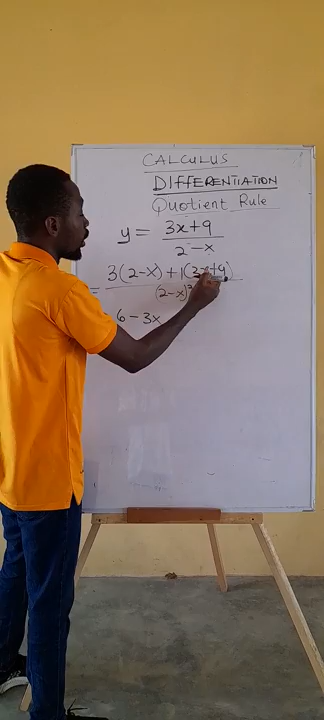 CALCULUS
DIFFERENTIATION
Quotient Rule
y = 3x+9
2-x
= 3(2-x)+1(3x+9)
(2-x)²
6-3x